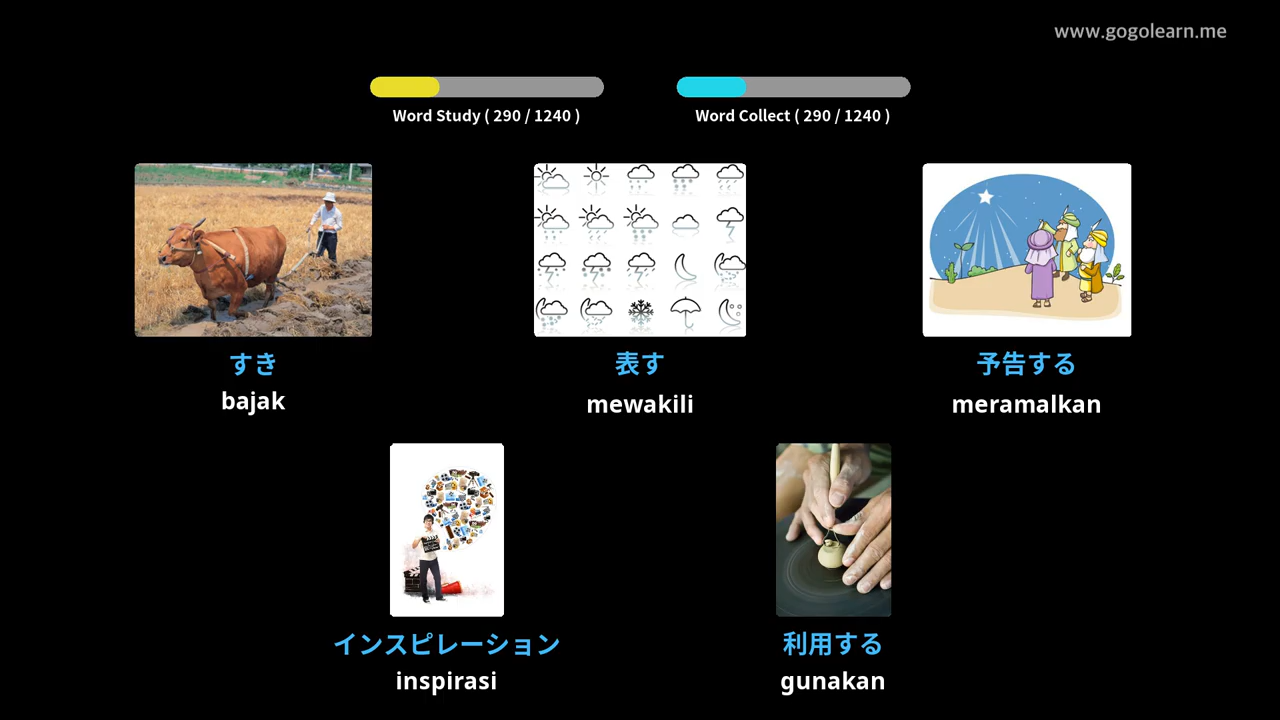 www.gogolearn.me
Word Study ( 290 / 1240 )
Word Collect ( 290 / 1240 )
すき
bajak
表す
mewakili
予告する
meramalkan
インスピレーション
inspirasi
利用する
gunakan